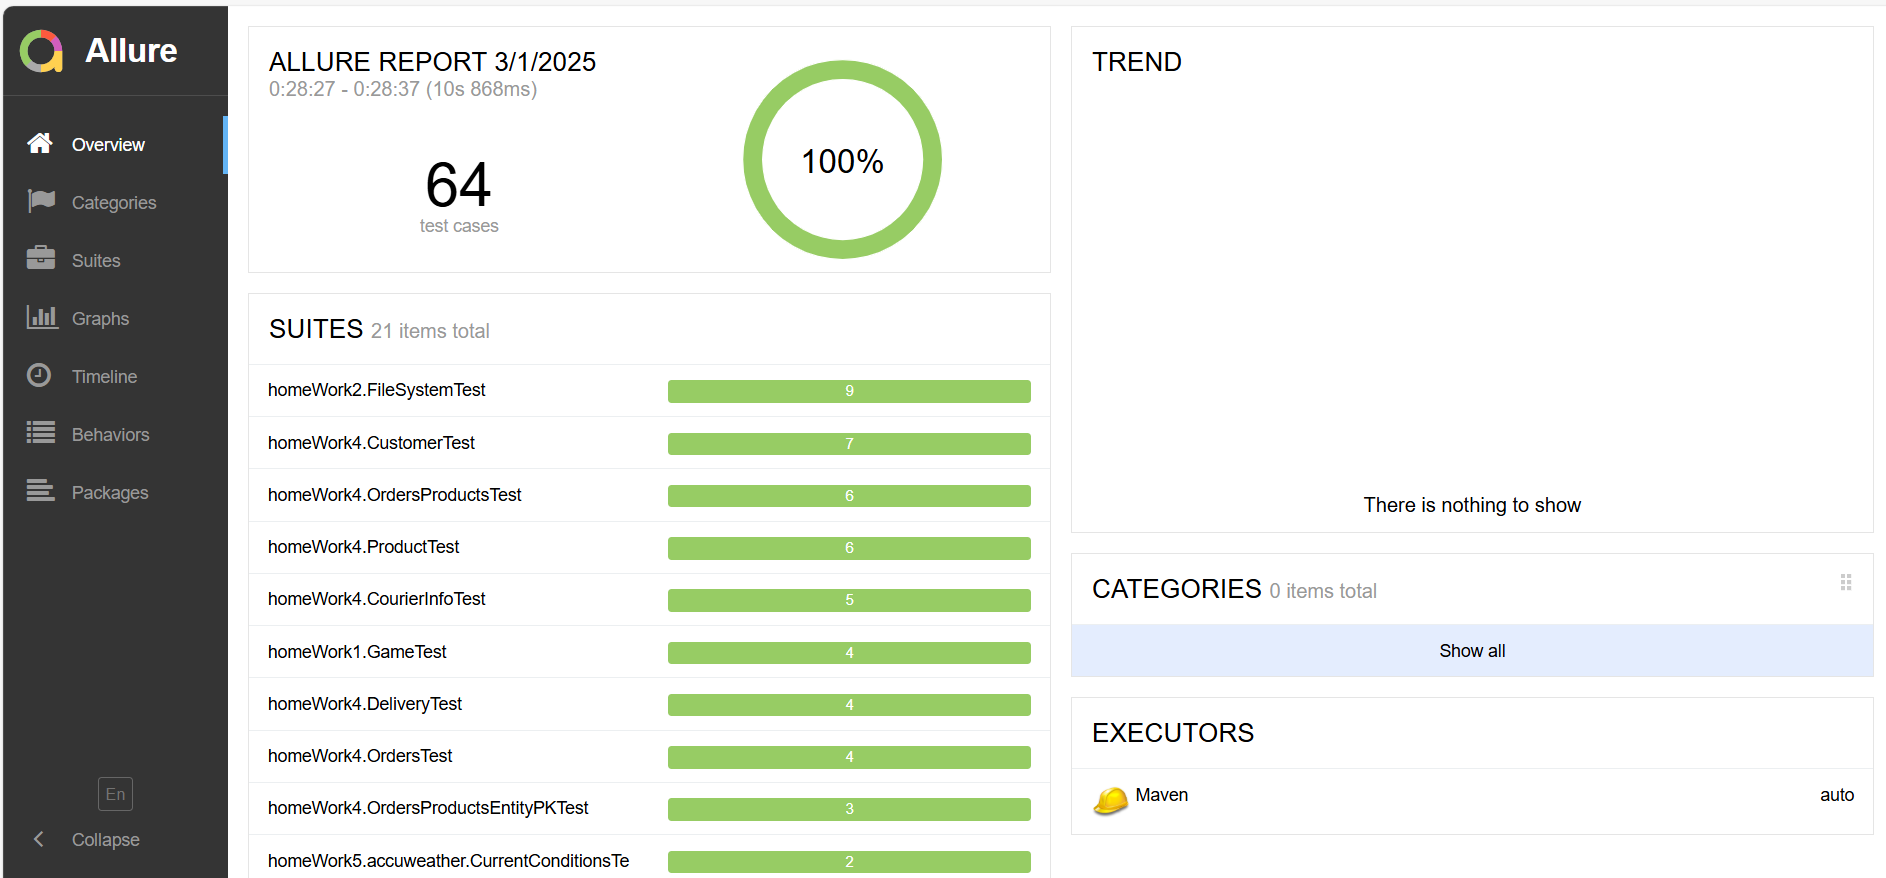 Allure
Overview
Categories
Suites
Graphs
Timeline
Behaviors
Packages
En
Collapse
ALLURE REPORT 3/1/2025
0:28:27 - 0:28:37 (10s 868ms)
64
test cases
100%
SUITES 21 items total
homeWork2.FileSystemTest 9
homeWork4.CustomerTest 7
homeWork4.OrdersProductsTest 6
homeWork4.ProductTest 6
homeWork4.CourierInfoTest 5
homeWork1.GameTest 4
homeWork4.DeliveryTest 4
homeWork4.OrdersTest 4
homeWork4.OrdersProductsEntityPKTest 3
homeWork5.accuweather.CurrentConditionsTe 2
TREND
There is nothing to show
CATEGORIES 0 items total
Show all
EXECUTORS
Maven auto